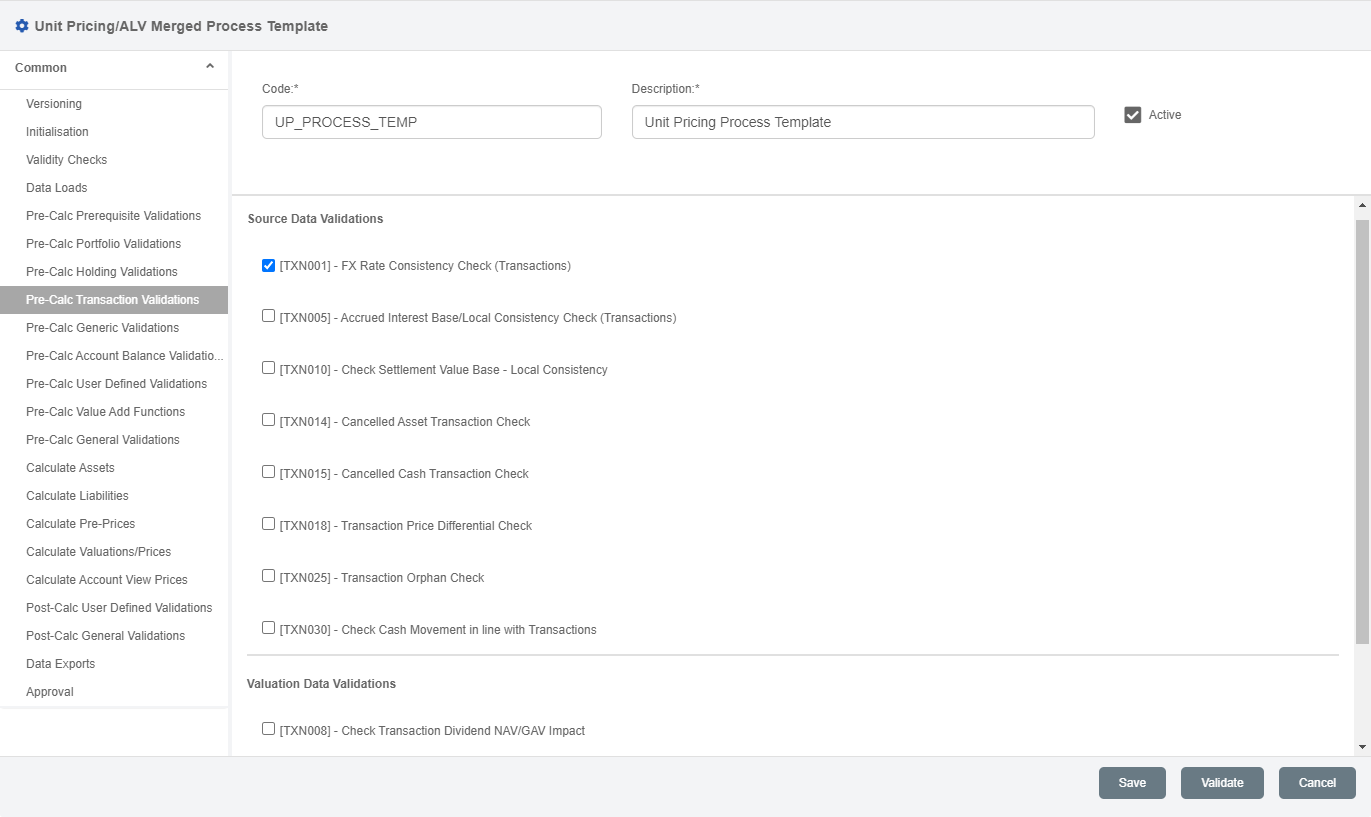 Unit Pricing/ALV Merged Process Template
Common
Versioning
Initialisation
Validity Checks
Data Loads
Pre-Calc Prerequisite Validations
Pre-Calc Portfolio Validations
Pre-Calc Holding Validations
Pre-Calc Transaction Validations
Pre-Calc Generic Validations
Pre-Calc Account Balance Validatio...
Pre-Calc User Defined Validations
Pre-Calc Value Add Functions
Pre-Calc General Validations
Calculate Assets
Calculate Liabilities
Calculate Pre-Prices
Calculate Valuations/Prices
Calculate Account View Prices
Post-Calc User Defined Validations
Post-Calc General Validations
Data Exports
Approval
Code:*
UP_PROCESS_TEMP
Description:*
Unit Pricing Process Template
Active
Source Data Validations
[TXN001] - FX Rate Consistency Check (Transactions)
[TXN005] - Accrued Interest Base/Local Consistency Check (Transactions)
[TXN010] - Check Settlement Value Base - Local Consistency
[TXN014] - Cancelled Asset Transaction Check
[TXN015] - Cancelled Cash Transaction Check
[TXN018] - Transaction Price Differential Check
[TXN025] - Transaction Orphan Check
[TXN030] - Check Cash Movement in line with Transactions
Valuation Data Validations
[TXN008] - Check Transaction Dividend NAV/GAV Impact
Save
Validate
Cancel